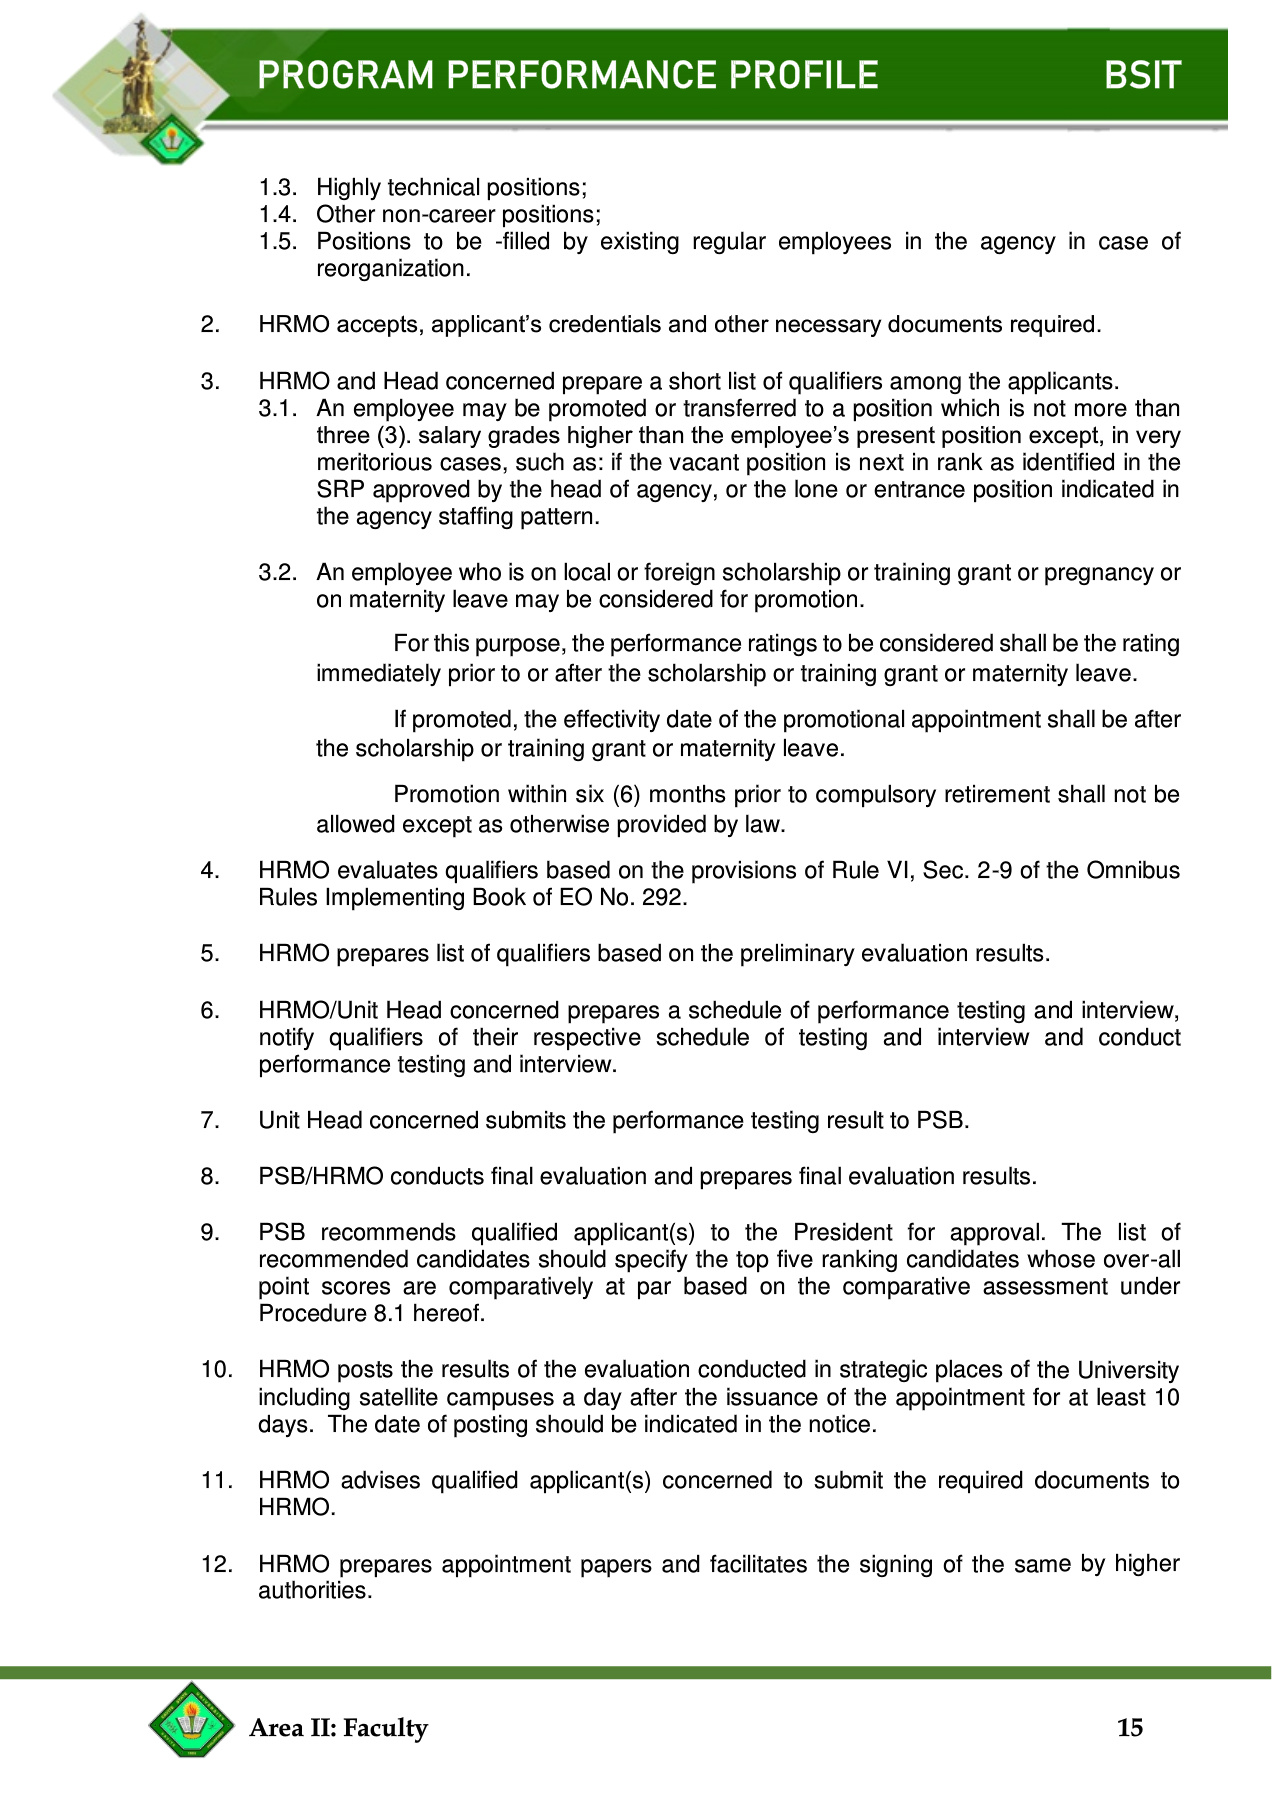 PROGRAM PERFORMANCE PROFILE BSIT
1.3. Highly technical positions;
1.4. Other non-career positions;
1.5. Positions to be -filled by existing regular employees in the agency in case of
reorganization.
2. HRMO accepts, applicant’s credentials and other necessary documents required.
3. HRMO and Head concerned prepare a short list of qualifiers among the applicants.
3.1. An employee may be promoted or transferred to a position which is not more than
three (3). salary grades higher than the employee’s present position except, in very
meritorious cases, such as: if the vacant position is next in rank as identified in the
SRP approved by the head of agency, or the lone or entrance position indicated in
the agency staffing pattern.
3.2. An employee who is on local or foreign scholarship or training grant or pregnancy or
on maternity leave may be considered for promotion.
For this purpose, the performance ratings to be considered shall be the rating
immediately prior to or after the scholarship or training grant or maternity leave.
If promoted, the effectivity date of the promotional appointment shall be after
the scholarship or training grant or maternity leave.
Promotion within six (6) months prior to compulsory retirement shall not be
allowed except as otherwise provided by law.
4. HRMO evaluates qualifiers based on the provisions of Rule VI, Sec. 2-9 of the Omnibus
Rules Implementing Book of EO No. 292.
5. HRMO prepares list of qualifiers based on the preliminary evaluation results.
6. HRMO/Unit Head concerned prepares a schedule of performance testing and interview,
notify qualifiers of their respective schedule of testing and interview and conduct
performance testing and interview.
7. Unit Head concerned submits the performance testing result to PSB.
8. PSB/HRMO conducts final evaluation and prepares final evaluation results.
9. PSB recommends qualified applicant(s) to the President for approval. The list of
recommended candidates should specify the top five ranking candidates whose over-all
point scores are comparatively at par based on the comparative assessment under
Procedure 8.1 hereof.
10. HRMO posts the results of the evaluation conducted in strategic places of the University
including satellite campuses a day after the issuance of the appointment for at least 10
days. The date of posting should be indicated in the notice.
11. HRMO advises qualified applicant(s) concerned to submit the required documents to
HRMO.
12. HRMO prepares appointment papers and facilitates the signing of the same by higher
authorities.
Area II: Faculty 15